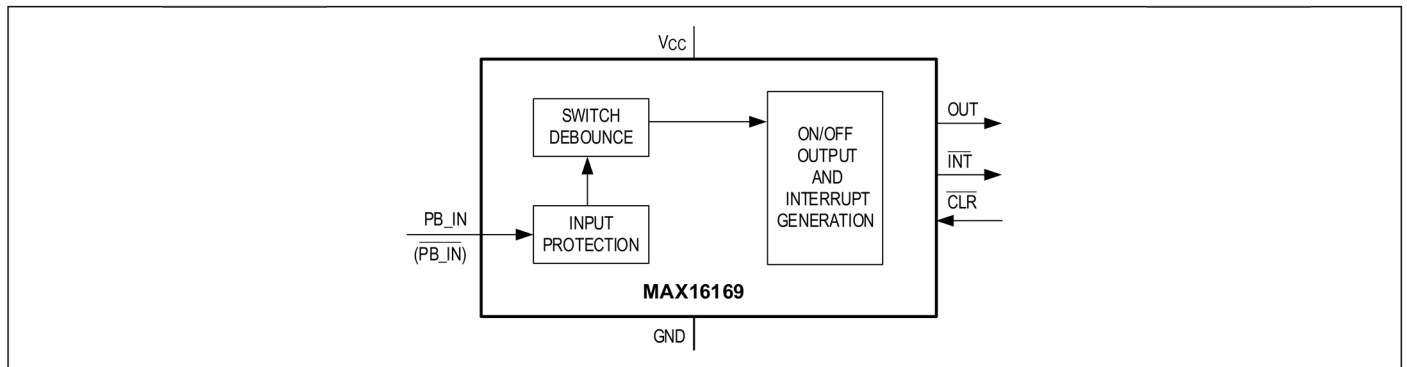 VCC
SWITCH
DEBOUNCE
ON/OFF
OUTPUT
AND
INTERRUPT
GENERATION
OUT
INT
CLR
PB_IN
(PB_IN)
INPUT
PROTECTION
MAX16169
GND